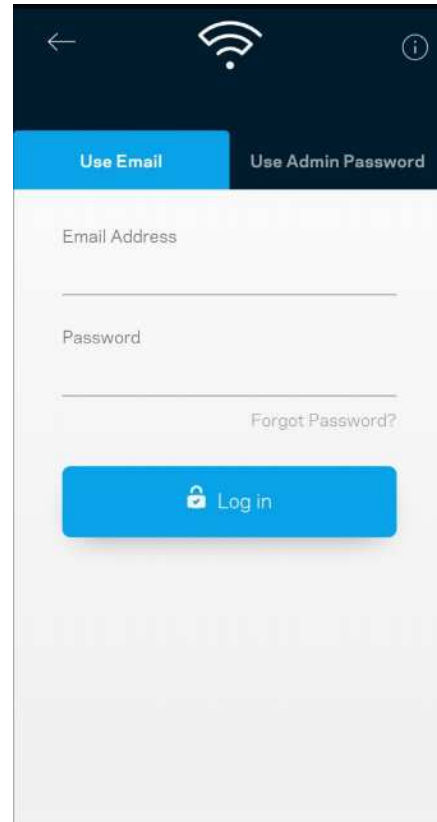 Use Email
Use Admin Password
Email Address
Password
Forgot Password?
Log in